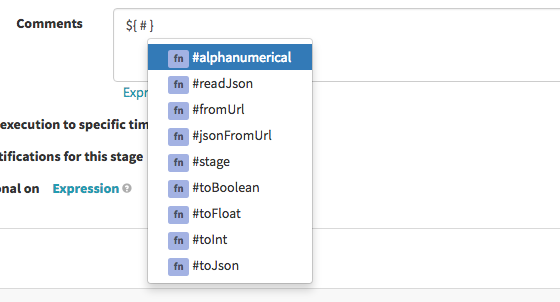 Comments
${ # }
fn #alphanumerical
Expr
fn #readJson
fn #fromUrl
execution to specific tim
fn #jsonFromUrl
tifications for this stage
fn #stage
onal on Expression
fn #toBoolean
fn #toFloat
fn #toInt
fn #toJson